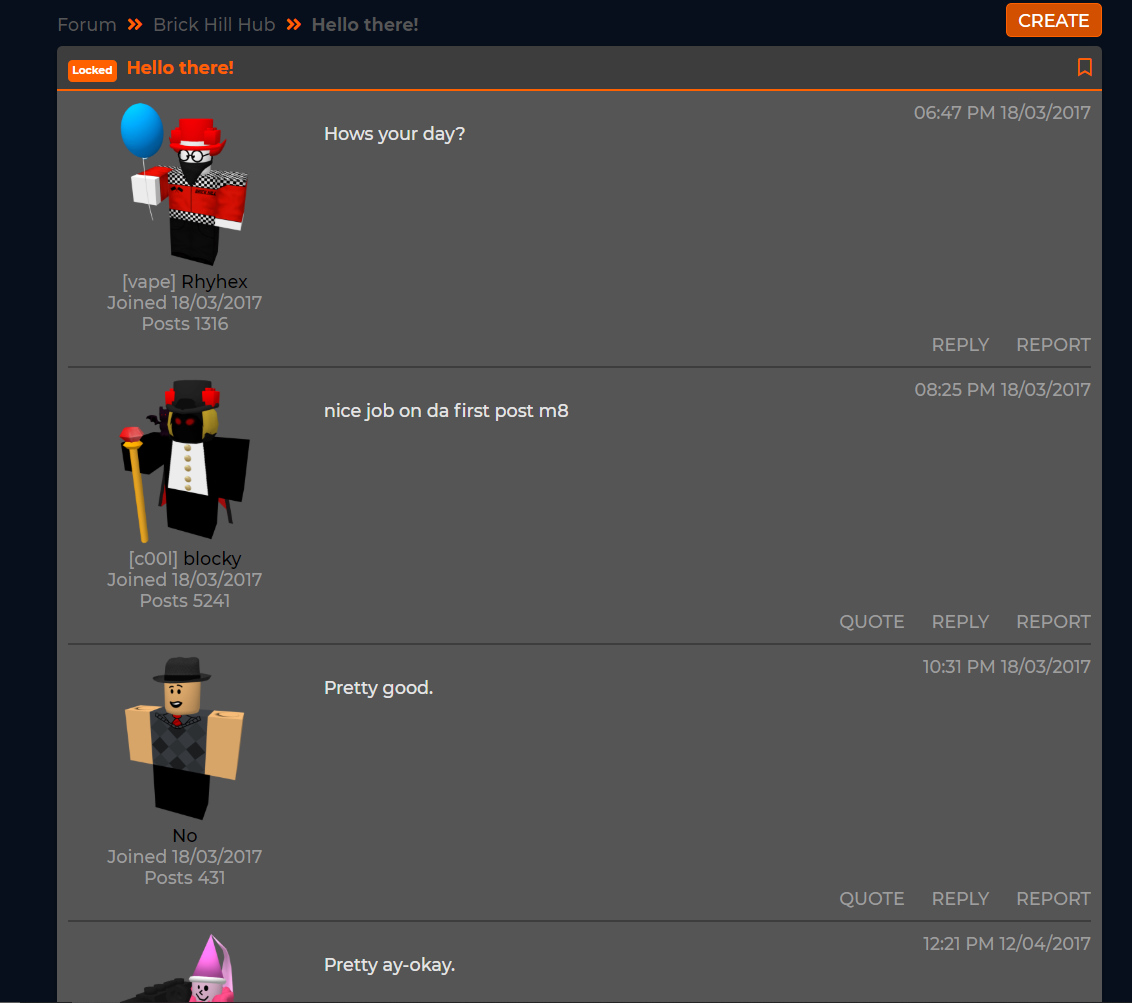 Forum » Brick Hill Hub » Hello there!
CREATE
Locked Hello there!
06:47 PM 18/03/2017
Hows your day?
[vape] Rhyhex
Joined 18/03/2017
Posts 1316
REPLY REPORT
08:25 PM 18/03/2017
nice job on da first post m8
[c00l] blocky
Joined 18/03/2017
Posts 5241
QUOTE REPLY REPORT
10:31 PM 18/03/2017
Pretty good.
No
Joined 18/03/2017
Posts 431
QUOTE REPLY REPORT
12:21 PM 12/04/2017
Pretty ay-okay.